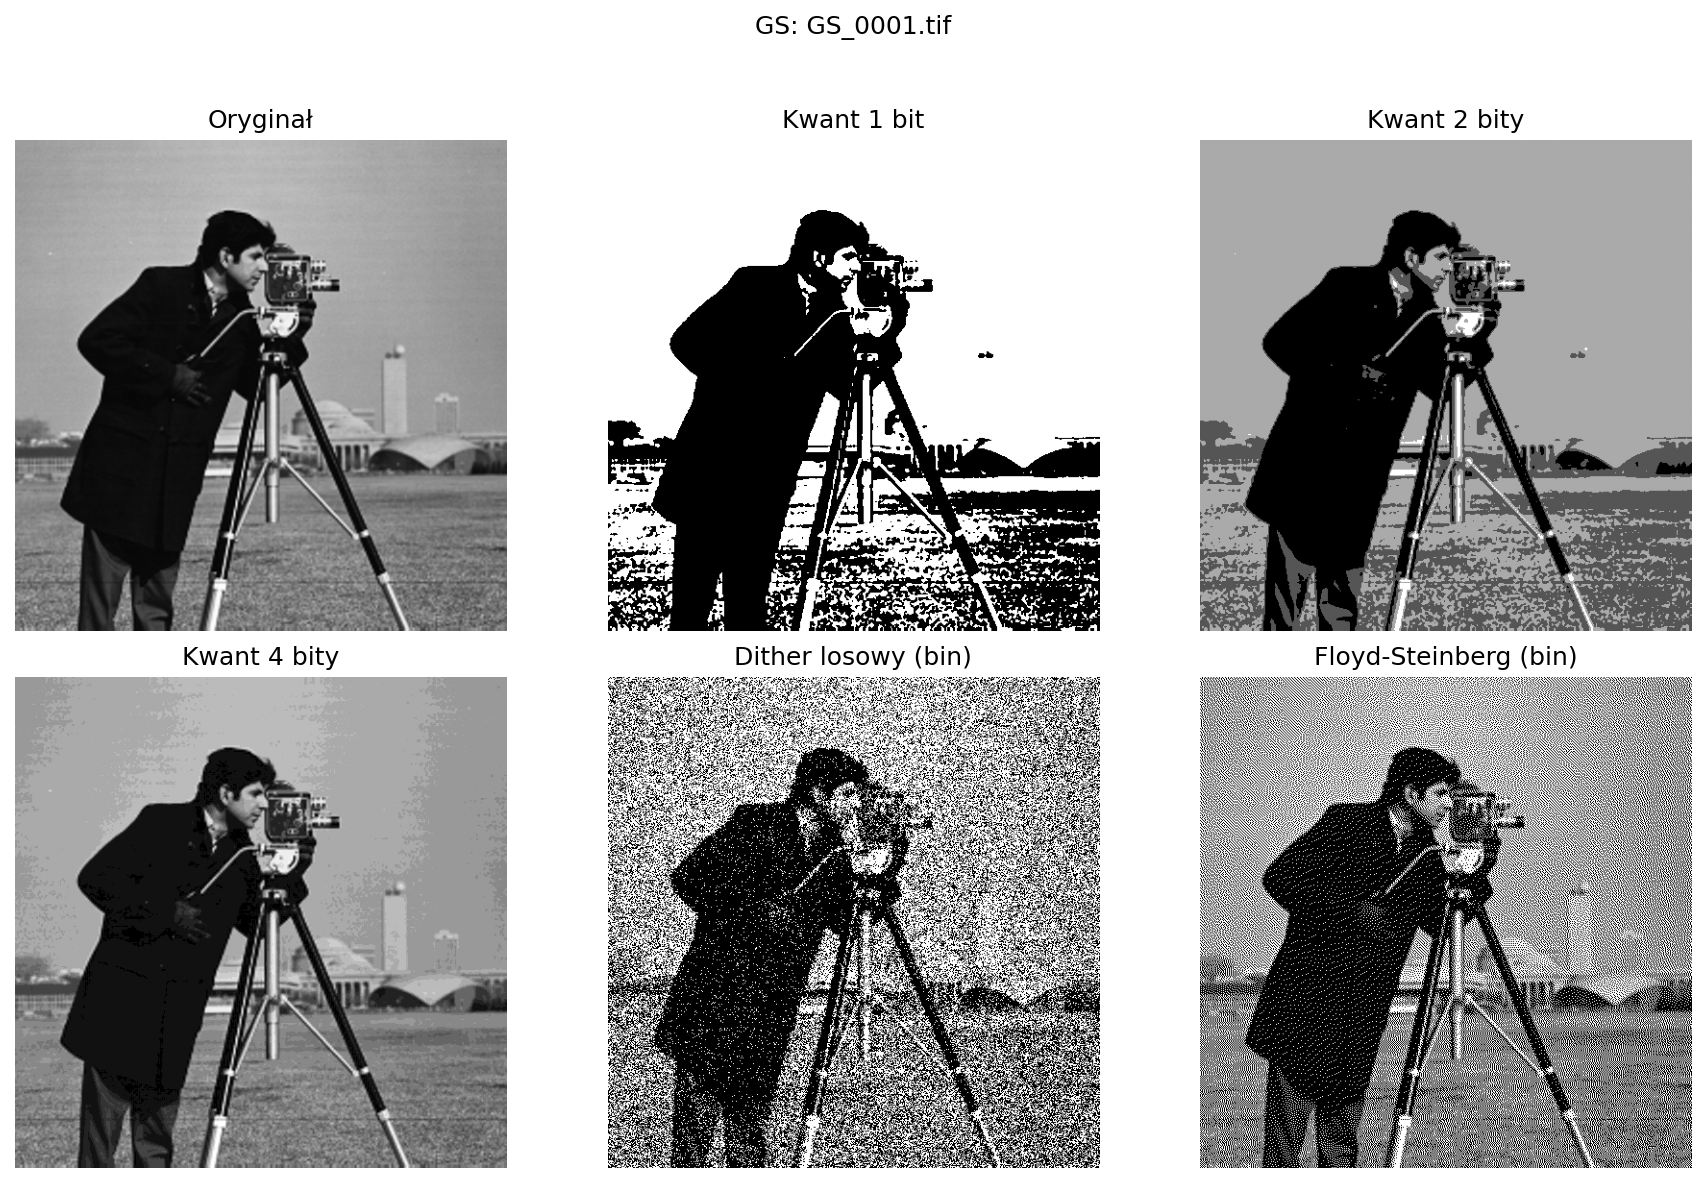 GS: GS_0001.tif
Oryginał
Kwant 1 bit
Kwant 2 bity
Kwant 4 bity
Dither losowy (bin)
Floyd-Steinberg (bin)